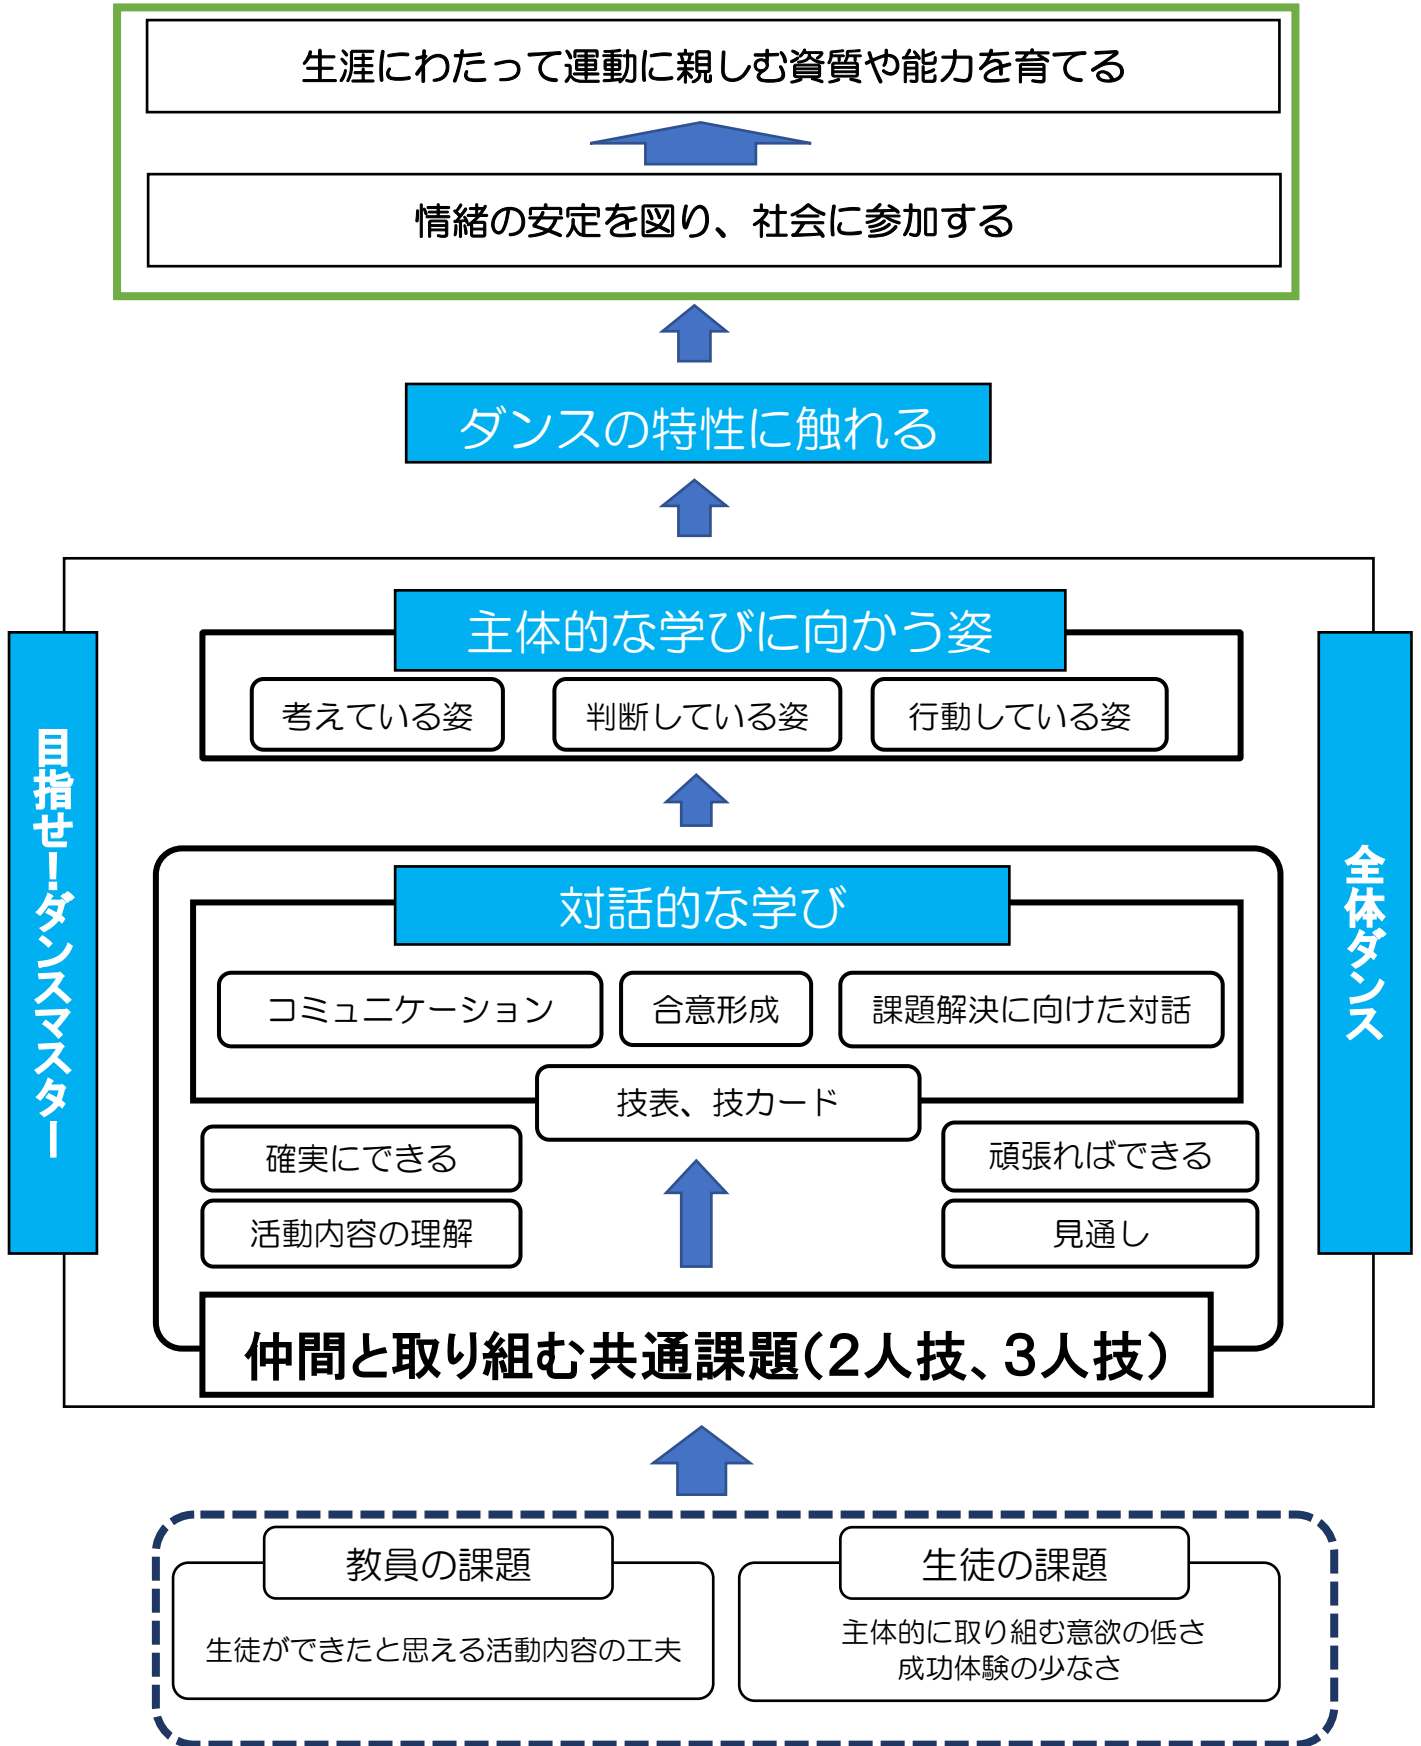 生涯にわたって運動に親しむ資質や能力を育てる
情緒の安定を図り、社会に参加する
ダンスの特性に触れる
主体的な学びに向かう姿
考えている姿
判断している姿
行動している姿
目指せ！ダンスマスター
全体ダンス
対話的な学び
コミュニケーション
合意形成
課題解決に向けた対話
技表、技カード
確実にできる
頑張ればできる
活動内容の理解
見通し
仲間と取り組む共通課題（２人技、３人技）
教員の課題
生徒ができたと思える活動内容の工夫
生徒の課題
主体的に取り組む意欲の低さ
成功体験の少なさ